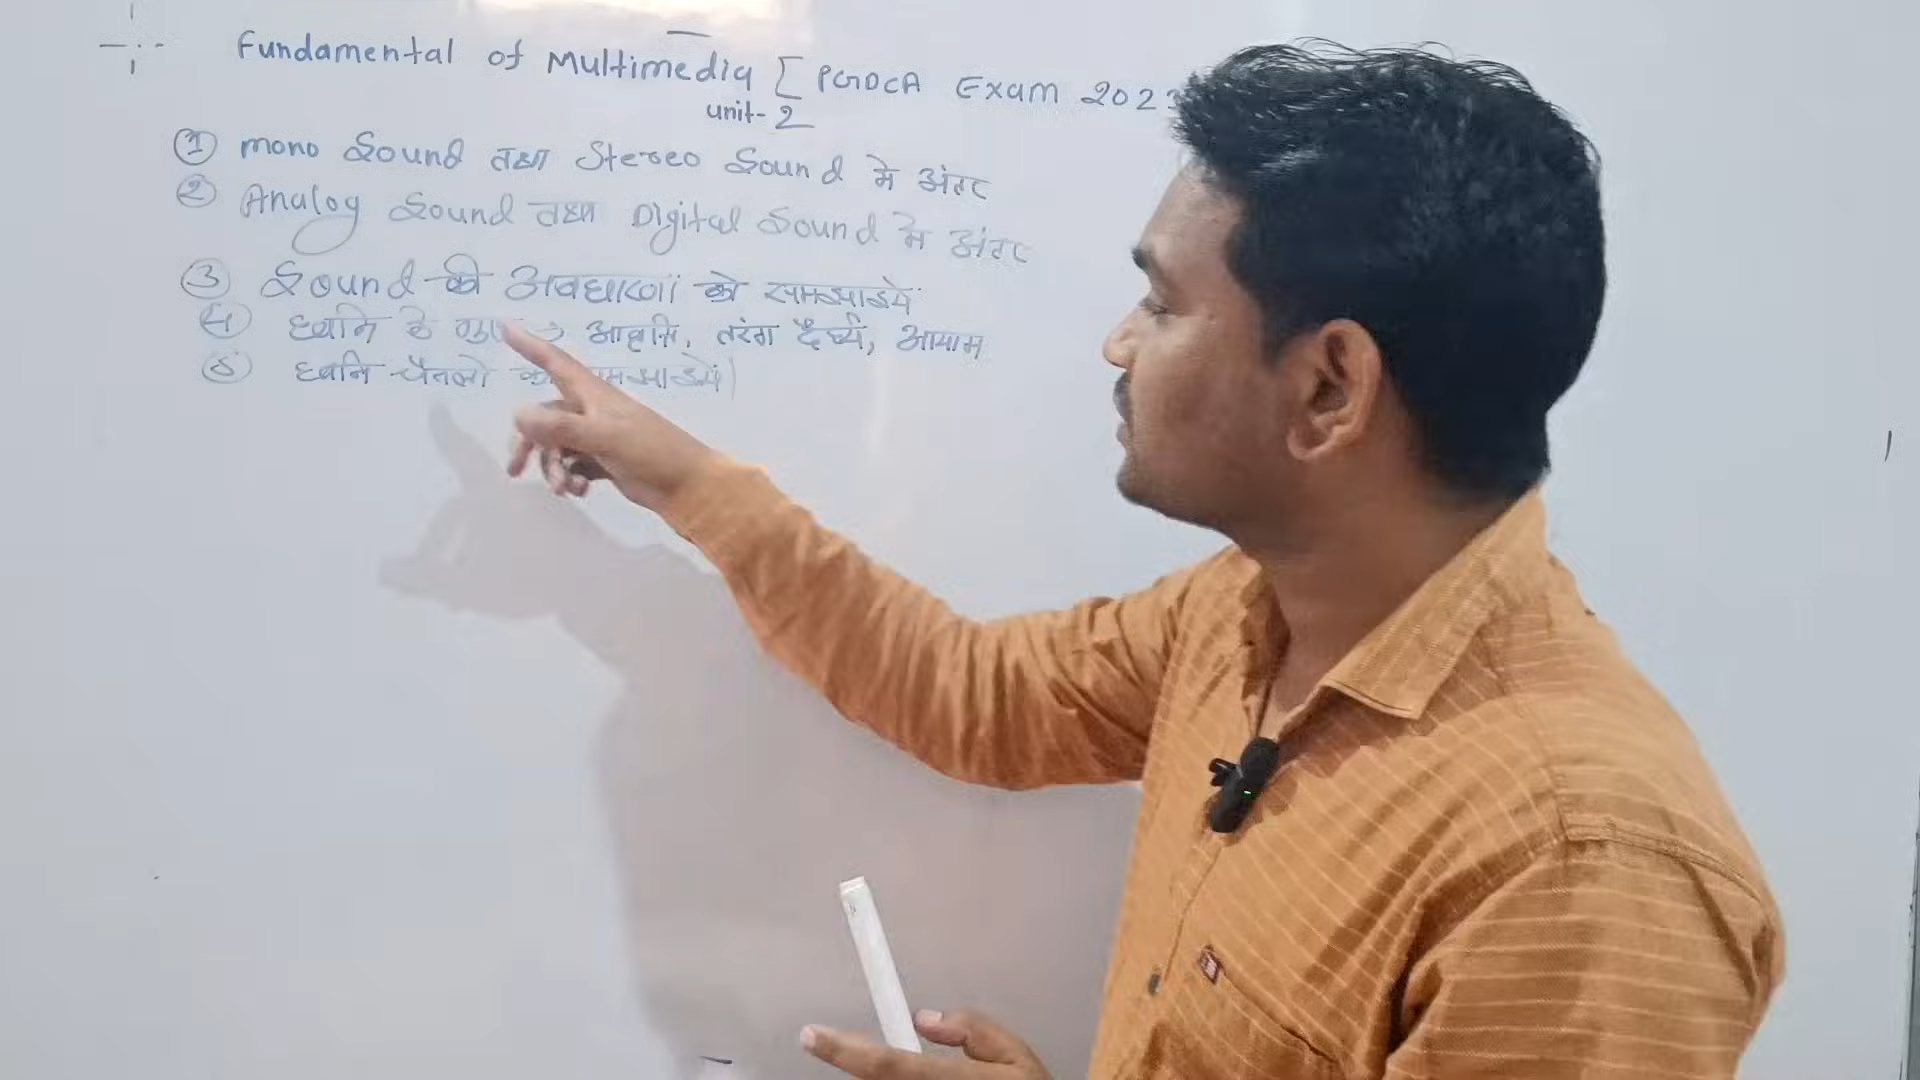 Fundamental of Multimedia [ PGDCA Exam 2023
unit-2
① mono Sound तथा Stereo Sound में अंतर
② Analog Sound तथा Digital Sound में अंतर
③ Sound की अवधारणा को समझाइये
④ ध्वनि के → आवृत्ति, तरंग दैर्घ्य, आयाम
⑤ ध्वनि चैनलो